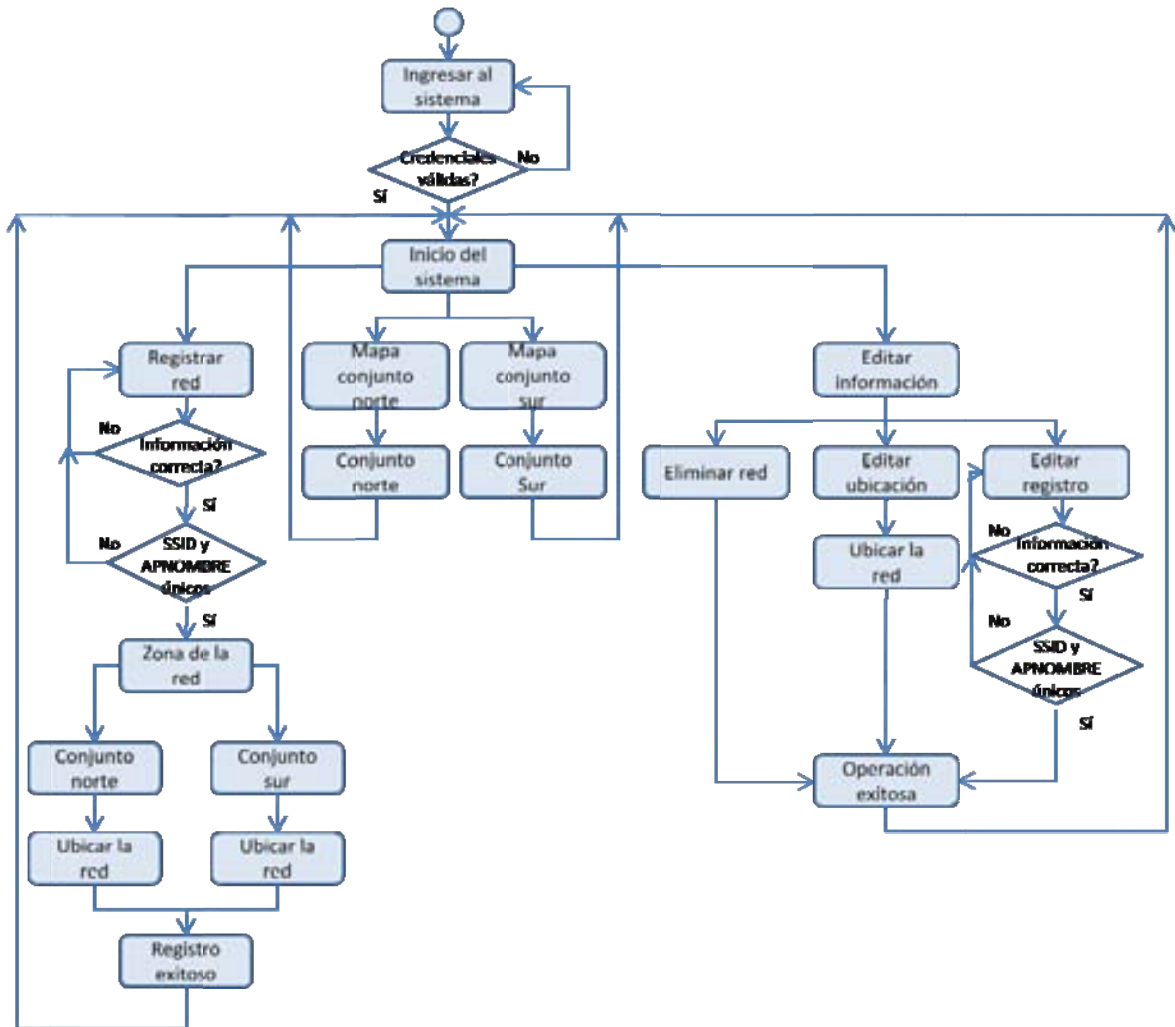 Ingresar al
sistema
Credenciales
válidas?
No
Sí
Inicio del
sistema
Registrar
red
No
Información
correcta?
Sí
No
SSID y
APNOMBRE
únicos
Sí
Zona de la
red
Conjunto
norte
Conjunto
sur
Ubicar la
red
Ubicar la
red
Registro
exitoso
Mapa
conjunto
norte
Conjunto
norte
Mapa
conjunto
sur
Conjunto
Sur
Editar
información
Eliminar red
Editar
ubicación
Ubicar la
red
Editar
registro
No
Información
correcta?
Sí
No
SSID y
APNOMBRE
únicos
Sí
Operación
exitosa